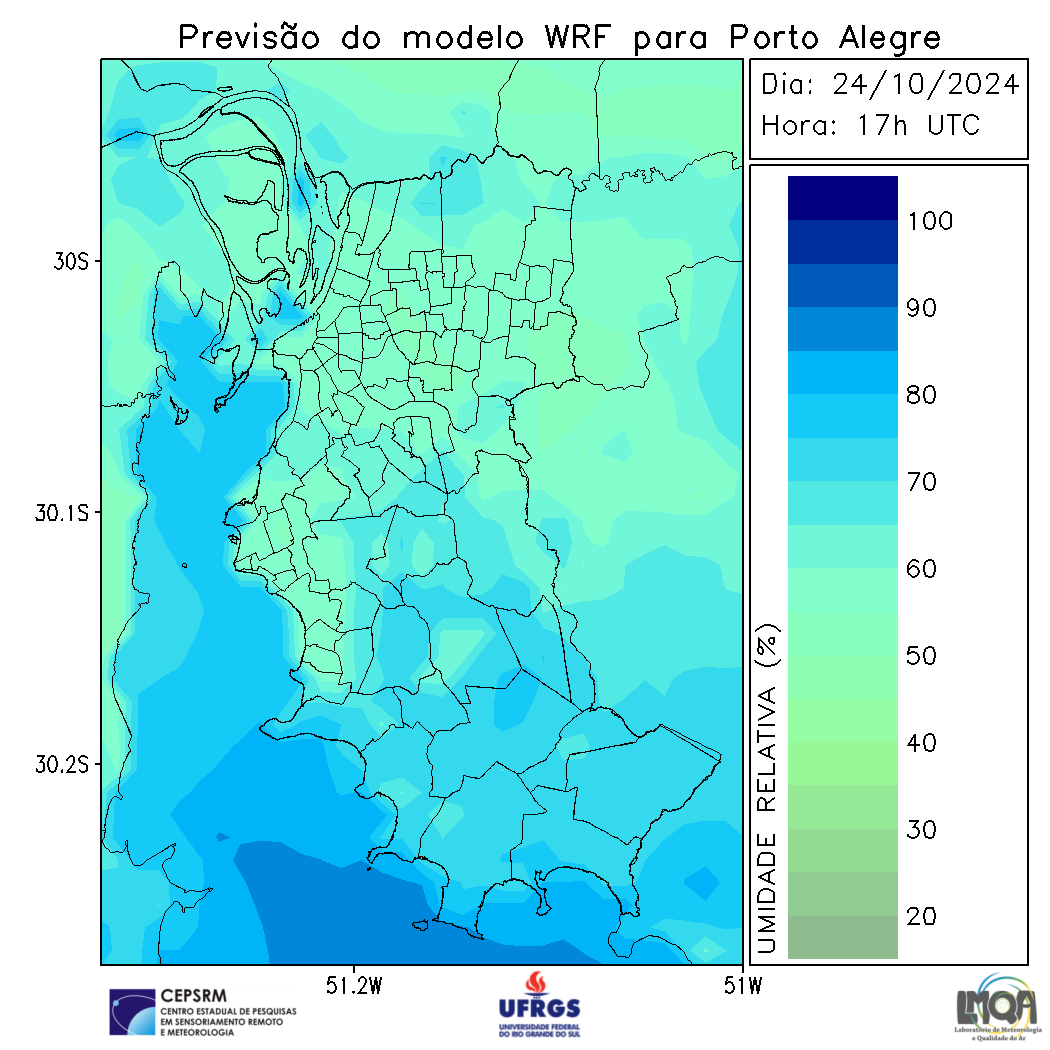 Previsão do modelo WRF para Porto Alegre
Dia: 24/10/2024
Hora: 17h UTC
100
90
80
70
60
50
40
30
20
UMIDADE RELATIVA (%)
30S
30.1S
30.2S
51.2W
51W
CEPSRM
CENTRO ESTADUAL DE PESQUISAS
EM SENSORIAMENTO REMOTO
E METEOROLOGIA
UFRGS
UNIVERSIDADE FEDERAL
DO RIO GRANDE DO SUL
LMQA
Laboratório de Meteorologia
e Qualidade do Ar